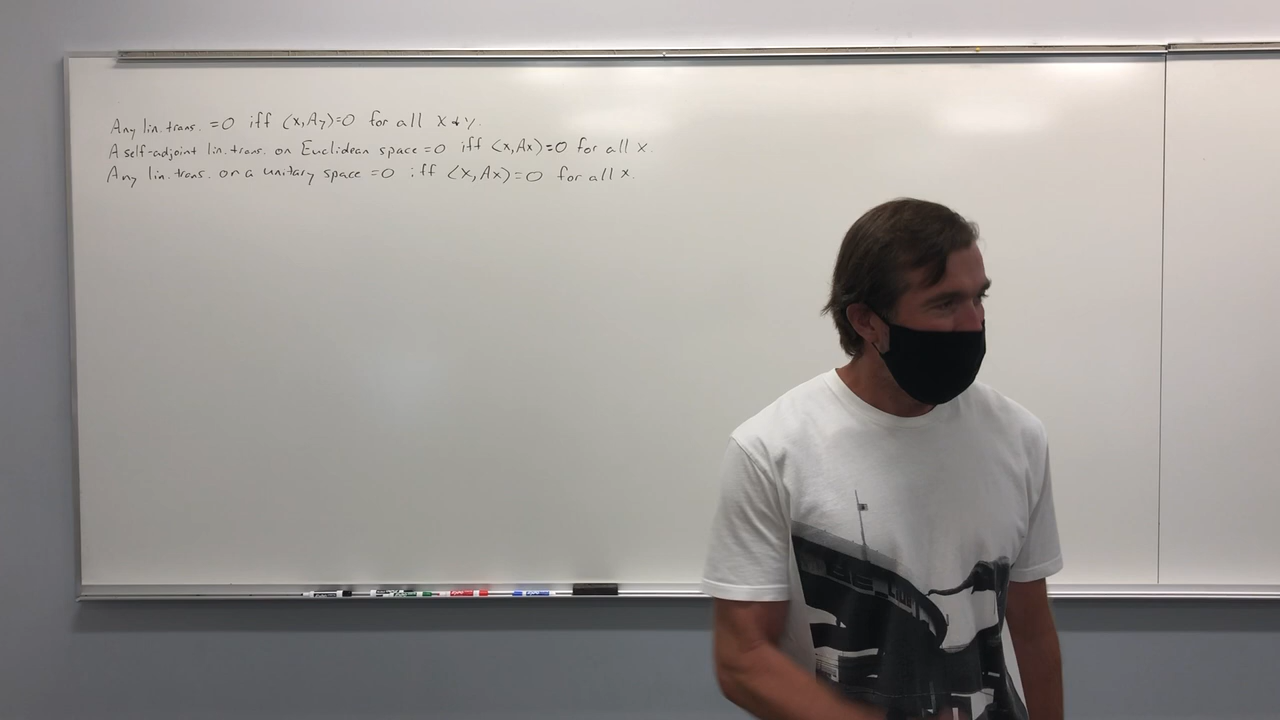 Any lin. trans. =0 iff ⟨x,Ay⟩=0 for all x & y.
A self-adjoint lin. trans. on Euclidean space =0 iff ⟨x,Ax⟩=0 for all x.
Any lin. trans. on a unitary space =0 iff ⟨x,Ax⟩=0 for all x.